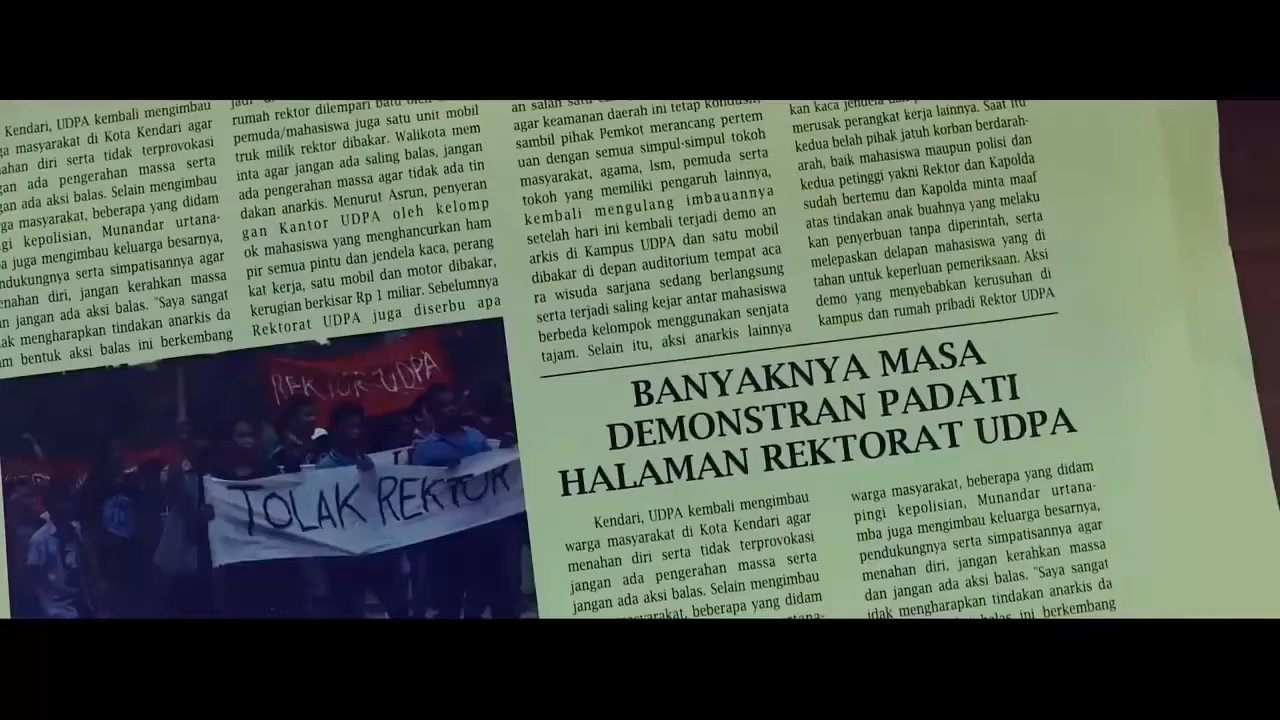 Kendari, UDPA kembali mengimbau
masyarakat di Kota Kendari agar
diri serta tidak terprovokasi
ada pengerahan massa serta
ada aksi balas. Selain mengimbau
masyarakat, beberapa yang didam
kepolisian, Munandar urtana-
juga mengimbau keluarga besarnya,
serta simpatisannya agar
diri, jangan kerahkan massa
jangan ada aksi balas. "Saya sangat
mengharapkan tindakan anarkis da
bentuk aksi balas ini berkembang
rumah rektor dilempari batu
pemuda/mahasiswa juga satu unit mobil
truk milik rektor dibakar. Walikota mem
inta agar jangan ada saling balas, jangan
ada pengerahan massa agar tidak ada tin
dakan anarkis. Menurut Asrun, penyeran
gan Kantor UDPA oleh kelomp
ok mahasiswa yang menghancurkan ham
pir semua pintu dan jendela kaca, perang
kat kerja, satu mobil dan motor dibakar,
kerugian berkisar Rp 1 miliar. Sebelumnya
Rektorat UDPA juga diserbu apa
REKTOR UDPA
TOLAK REKTOR
an salah
agar keamanan daerah ini tetap kondusif,
sambil pihak Pemkot merancang pertem
uan dengan semua simpul-simpul tokoh
masyarakat, agama, lsm, pemuda serta
tokoh yang memiliki pengaruh lainnya,
kembali mengulang imbauannya
setelah hari ini kembali terjadi demo an
arkis di Kampus UDPA dan satu mobil
dibakar di depan auditorium tempat aca
ra wisuda sarjana sedang berlangsung
serta terjadi saling kejar antar mahasiswa
berbeda kelompok menggunakan senjata
tajam. Selain itu, aksi anarkis lainnya
kan kaca jendela
merusak perangkat kerja lainnya. Saat itu
kedua belah pihak jatuh korban berdarah-
arah, baik mahasiswa maupun polisi dan
kedua petinggi yakni Rektor dan Kapolda
sudah bertemu dan Kapolda minta maaf
atas tindakan anak buahnya yang melaku
kan penyerbuan tanpa diperintah, serta
melepaskan delapan mahasiswa yang di
tahan untuk keperluan pemeriksaan. Aksi
demo yang menyebabkan kerusuhan di
kampus dan rumah pribadi Rektor UDPA
BANYAKNYA MASA
DEMONSTRAN PADATI
HALAMAN REKTORAT UDPA
Kendari, UDPA kembali mengimbau
warga masyarakat di Kota Kendari agar
menahan diri serta tidak terprovokasi
jangan ada pengerahan massa serta
jangan ada aksi balas. Selain mengimbau
beberapa yang didam
warga masyarakat, beberapa yang didam
pingi kepolisian, Munandar urtana-
mba juga mengimbau keluarga besarnya,
pendukungnya serta simpatisannya agar
menahan diri, jangan kerahkan massa
dan jangan ada aksi balas. "Saya sangat
idak mengharapkan tindakan anarkis da
balas ini berkembang